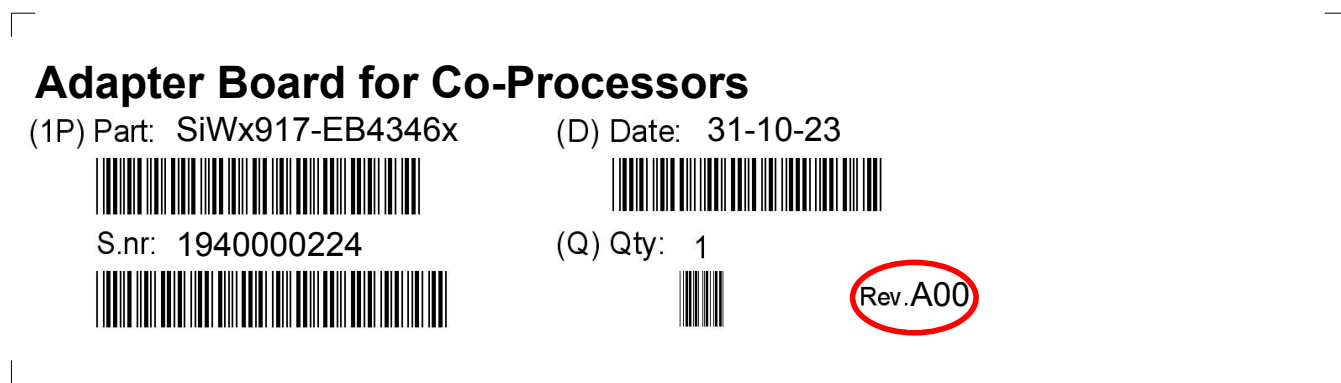 Adapter Board for Co-Processors
(1P) Part: SiWx917-EB4346x (D) Date: 31-10-23
S.nr: 1940000224 (Q) Qty: 1
Rev.A00